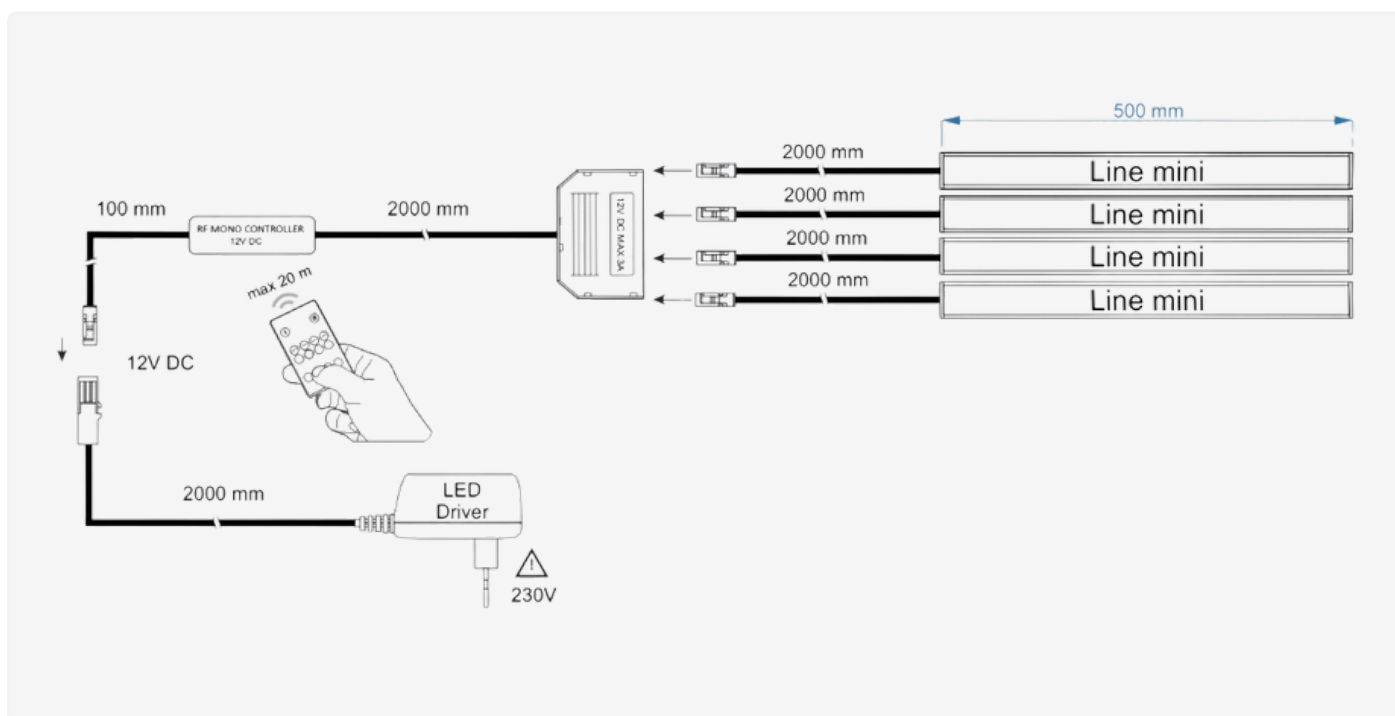 500 mm
2000 mm
Line mini
2000 mm
Line mini
2000 mm
Line mini
2000 mm
Line mini
100 mm
RF MONO CONTROLLER
12V DC
2000 mm
12V DC MAX 3A
max 20 m
12V DC
2000 mm
LED
Driver
230V